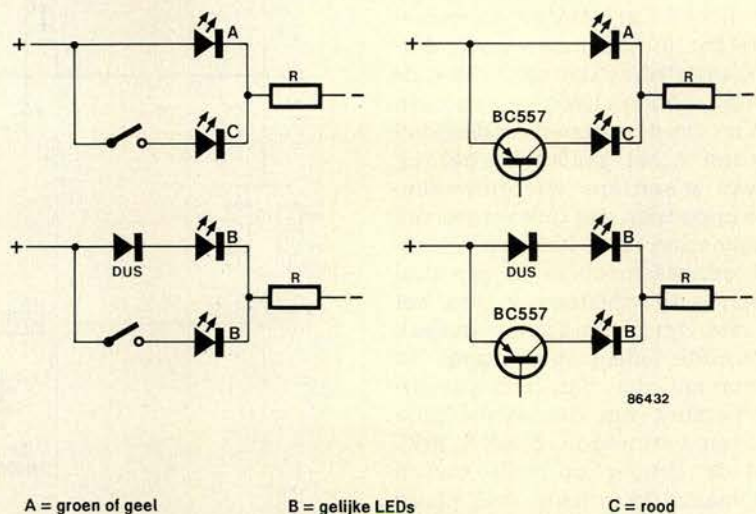 A
+
R
–
C
A
+
R
–
BC557
C
B
+
DUS
R
–
B
B
+
DUS
R
–
BC557
B
86432
A = groen of geel B = gelijke LEDs C = rood